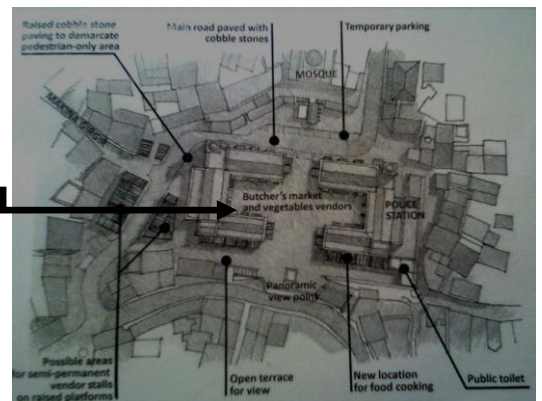 Raised cobble stone
paving to demarcate
pedestrian-only area
Main road paved with
cobble stones
Temporary parking
MOSQUE
MAKINA GIRGIR
Butcher's market
and vegetables vendors
POLICE
STATION
Panoramic
view point
Possible areas
for semi-permanent
vendor stalls
on raised platforms
Open terrace
for view
New location
for food cooking
Public toilet